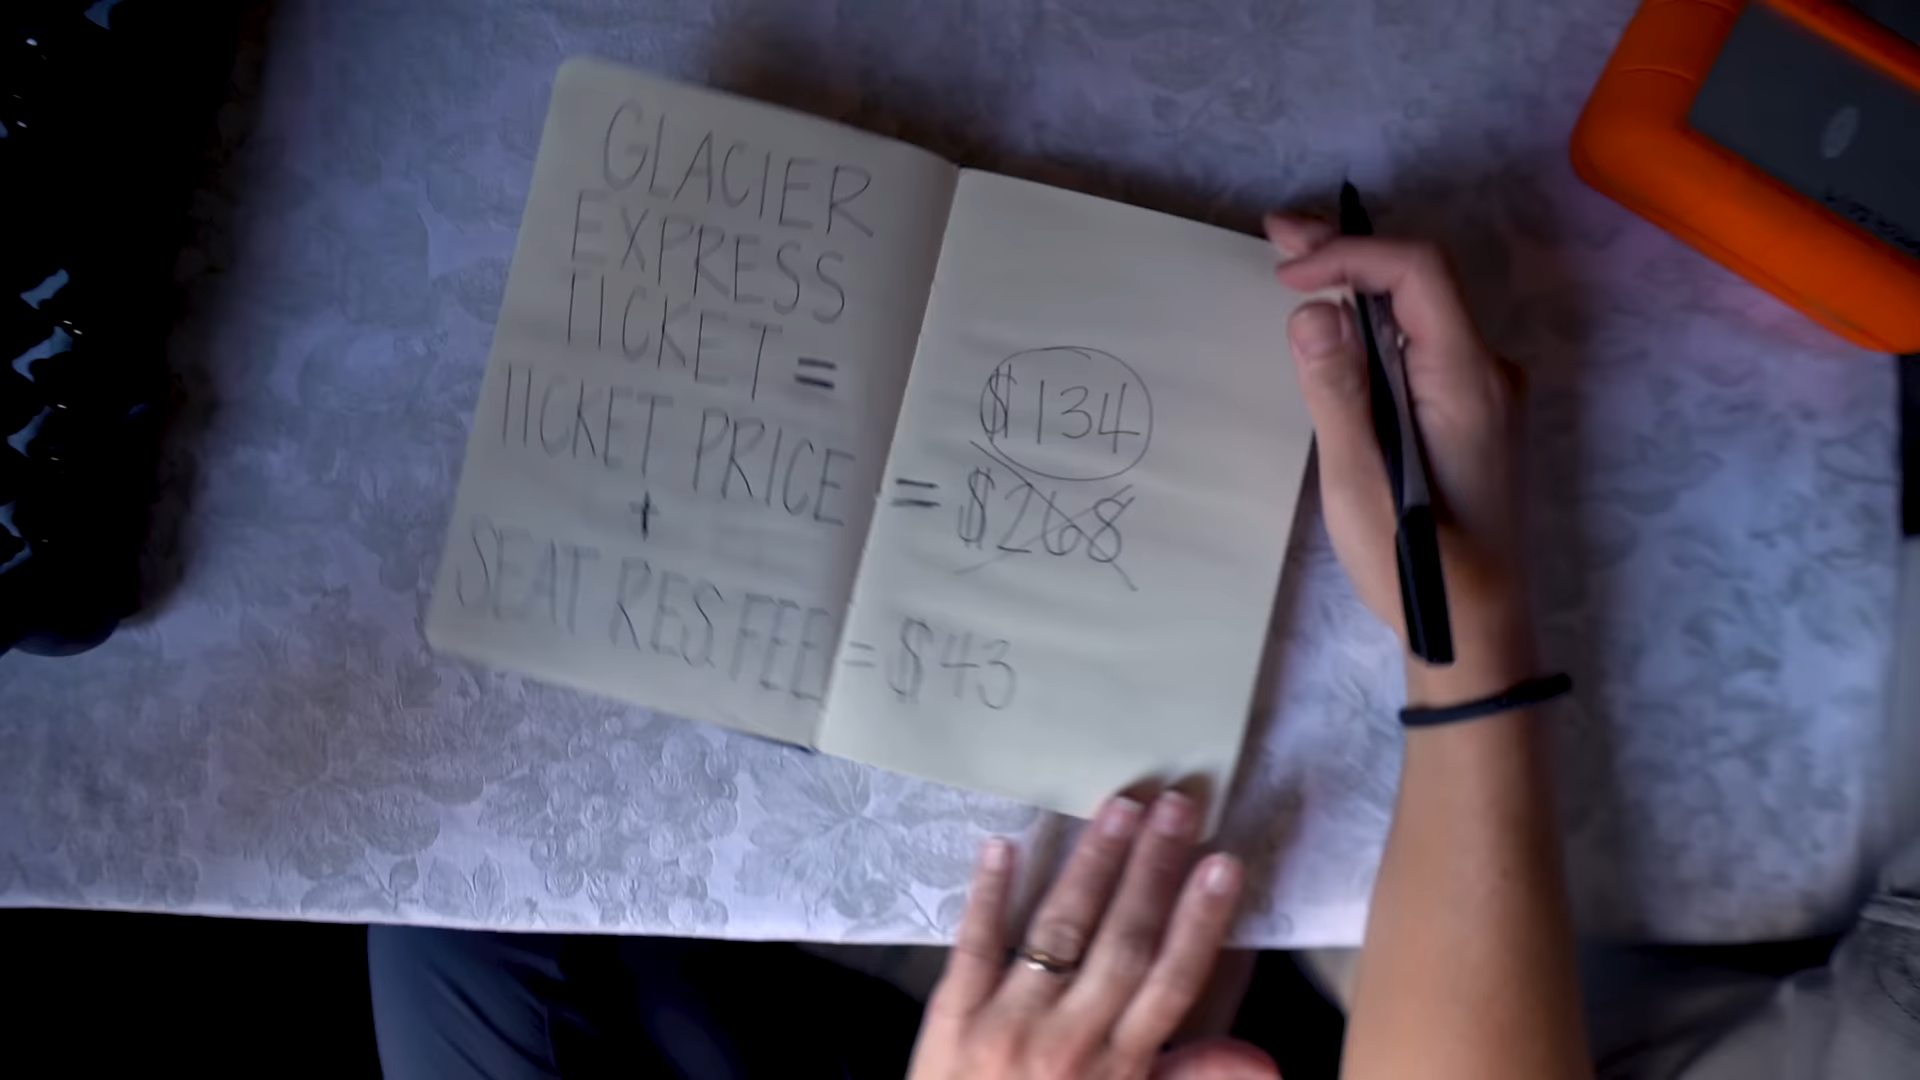 GLACIER
EXPRESS
TICKET =
TICKET PRICE = $268
$134
+
SEAT RES. FEE = $43